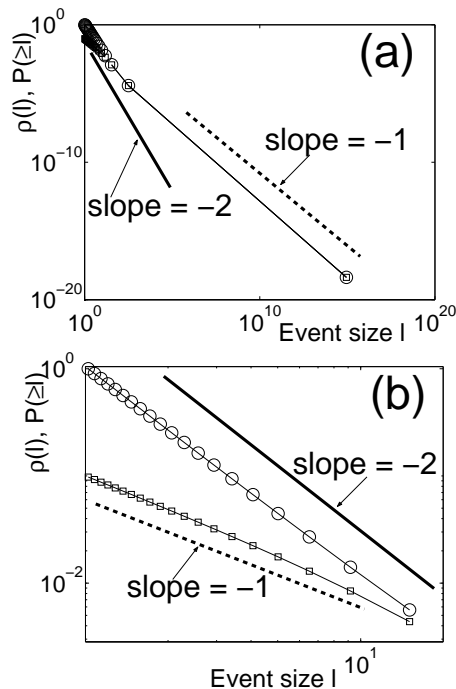 (a)
10^0
10^-10
10^-20
ρ(l), P(≥l)
slope = −1
slope = −2
10^0
10^10
10^20
Event size l
(b)
10^0
10^-2
ρ(l), P(≥l)
slope = −2
slope = −1
10^1
Event size l